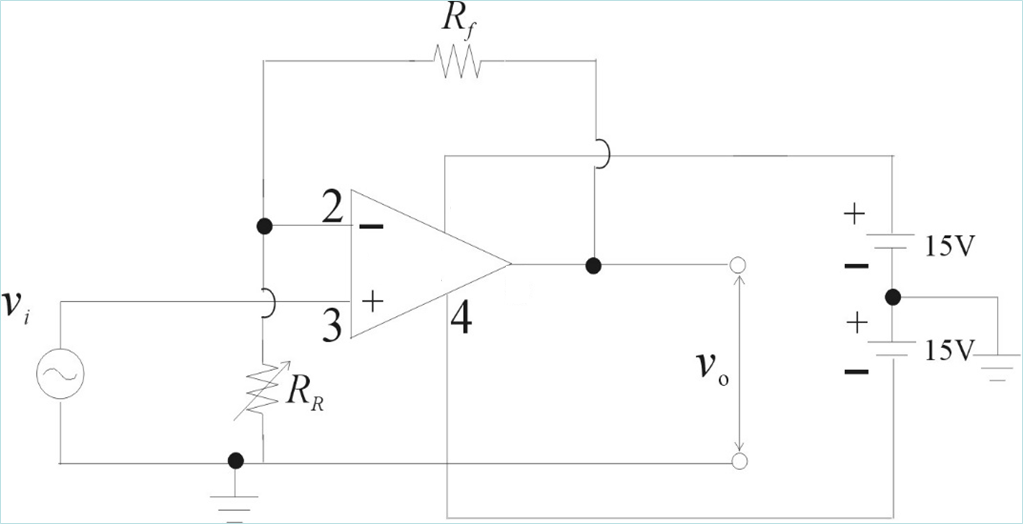 R_f
2
−
+
3
4
v_i
R_R
v_o
+
15V
−
+
15V
−